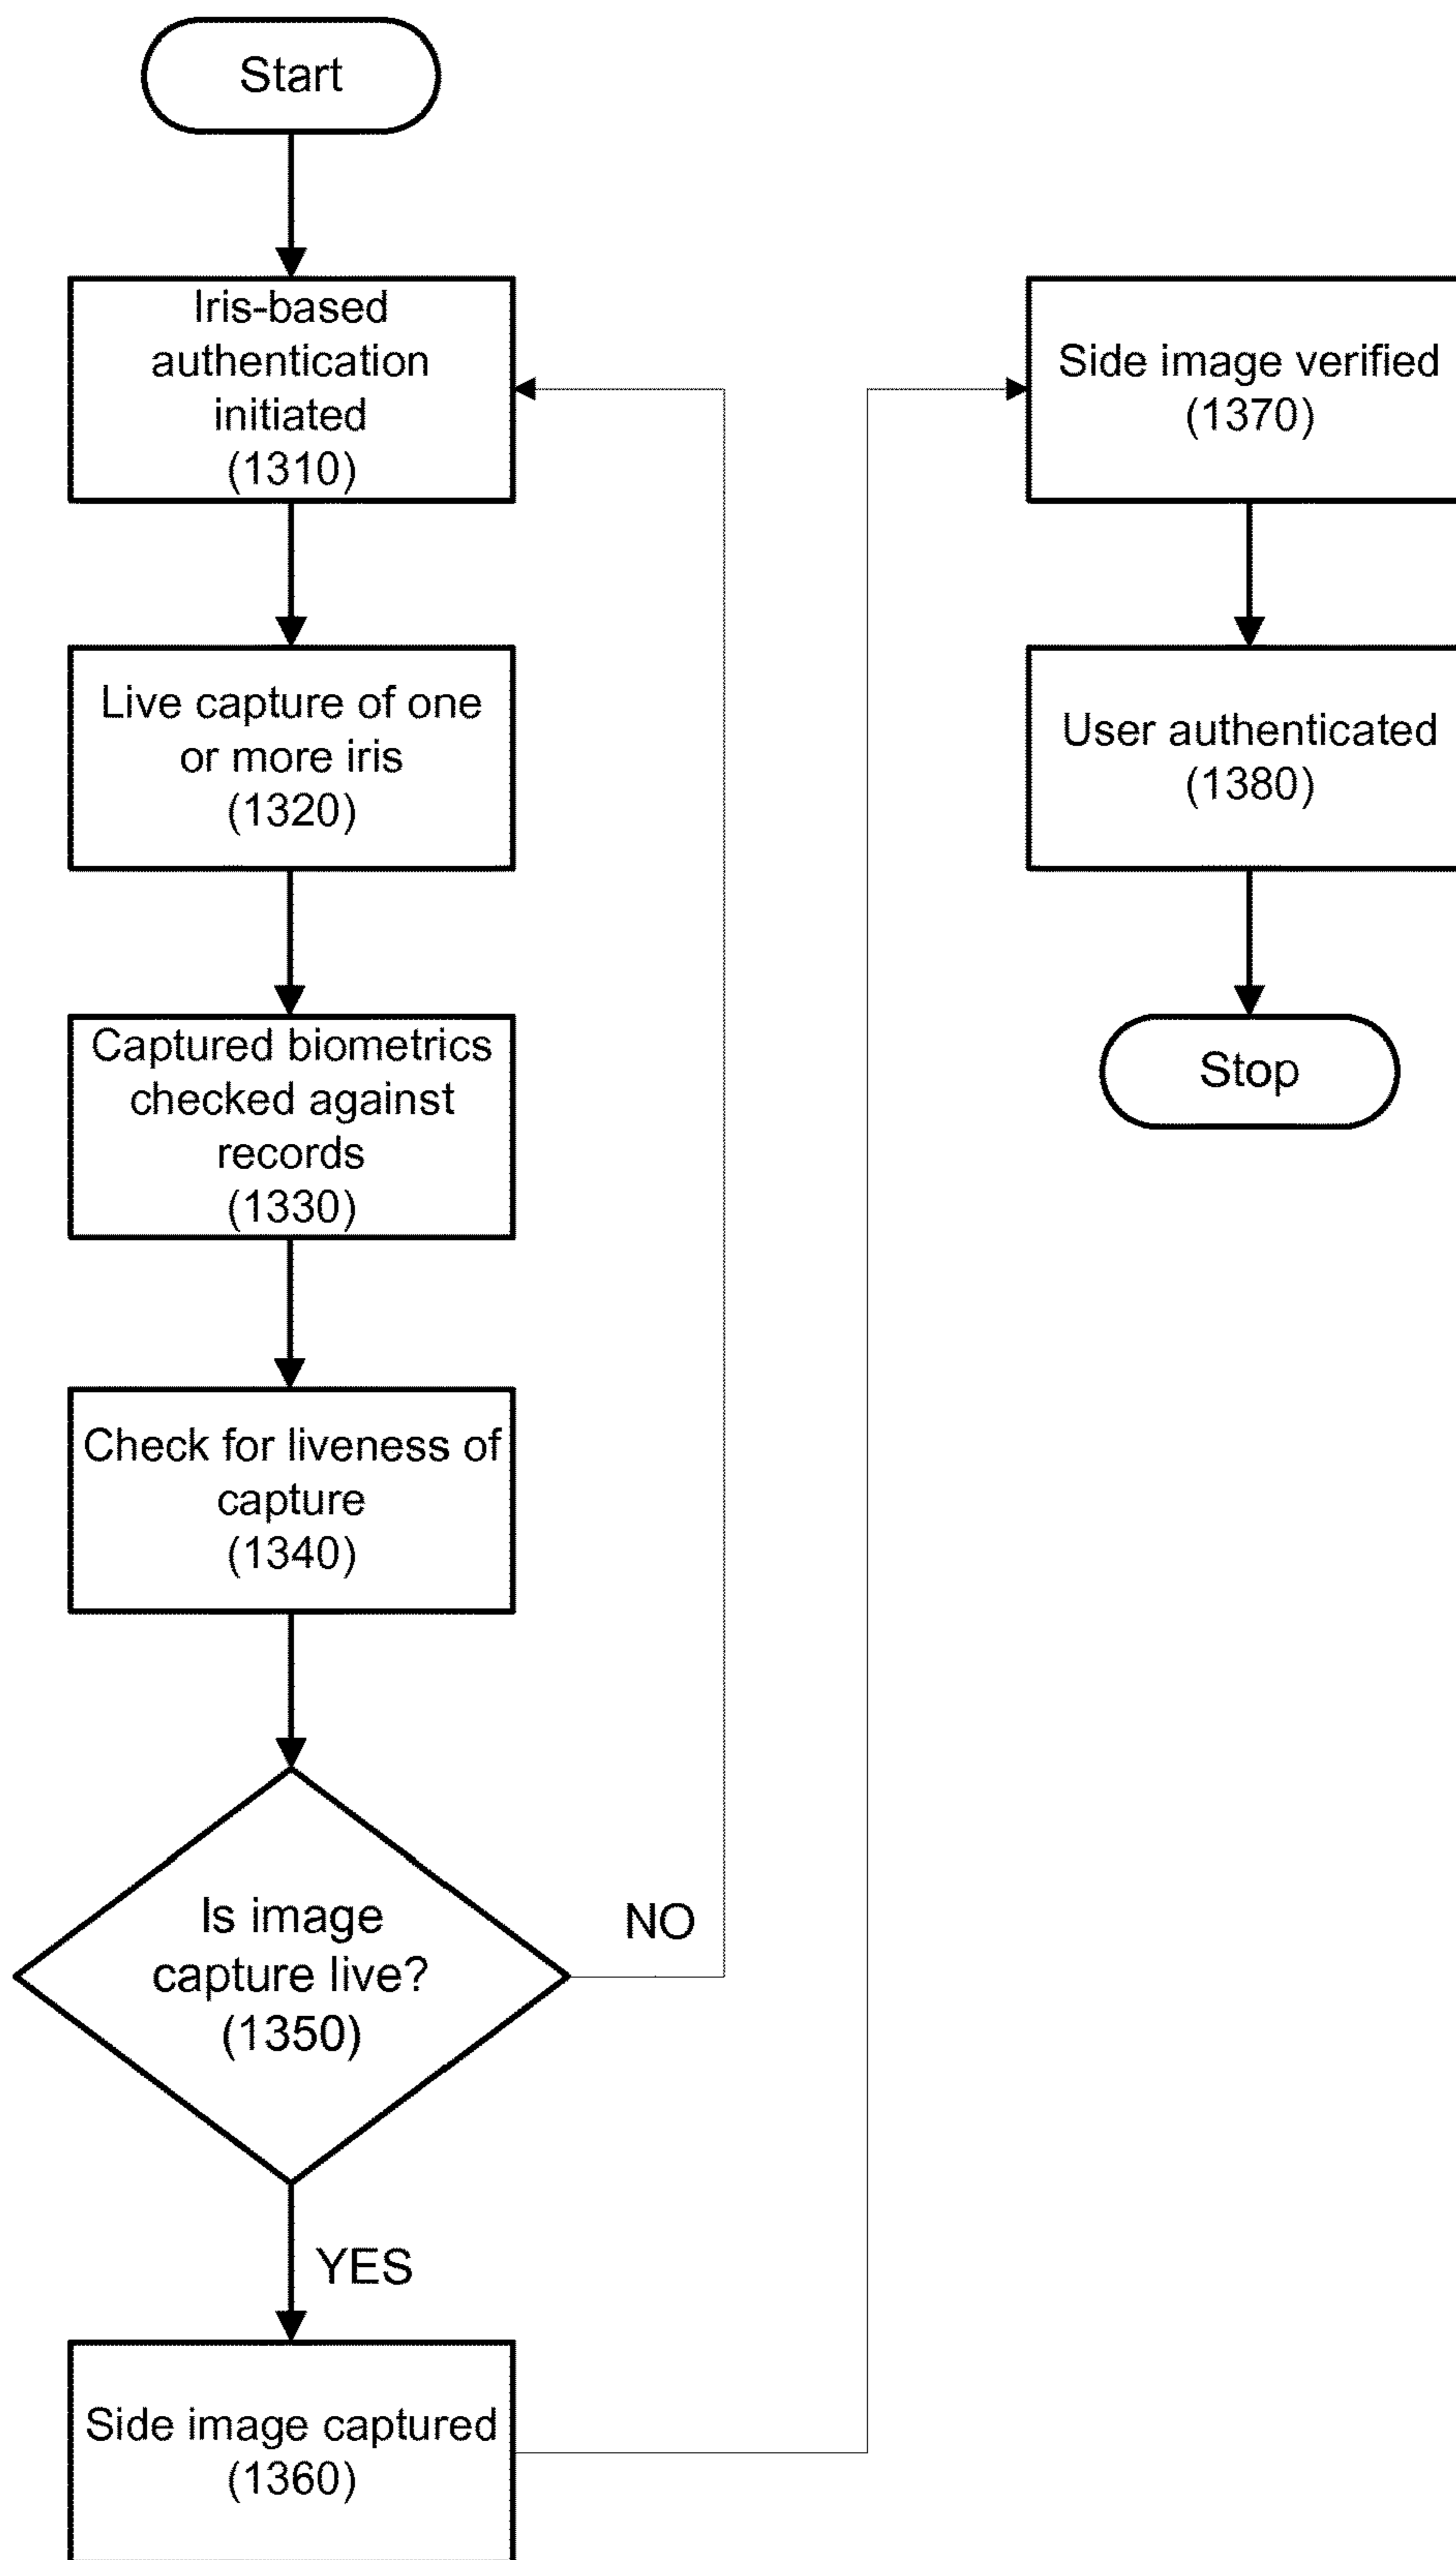 Start
Iris-based
authentication
initiated
(1310)
Live capture of one
or more iris
(1320)
Captured biometrics
checked against
records
(1330)
Check for liveness of
capture
(1340)
Is image
capture live?
(1350)
NO
YES
Side image captured
(1360)
Side image verified
(1370)
User authenticated
(1380)
Stop